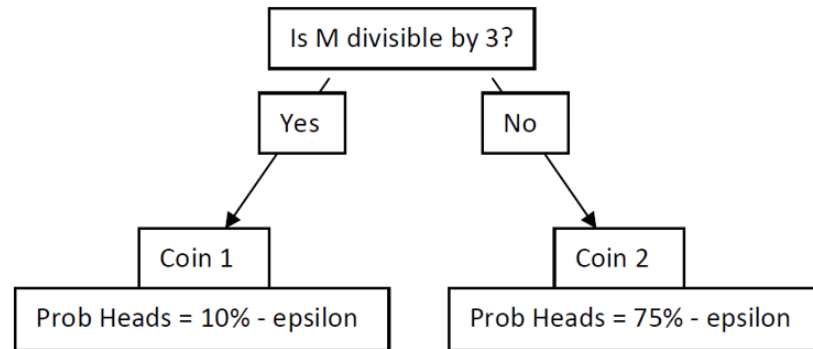 Is M divisible by 3?
Yes
No
Coin 1
Coin 2
Prob Heads = 10% - epsilon
Prob Heads = 75% - epsilon